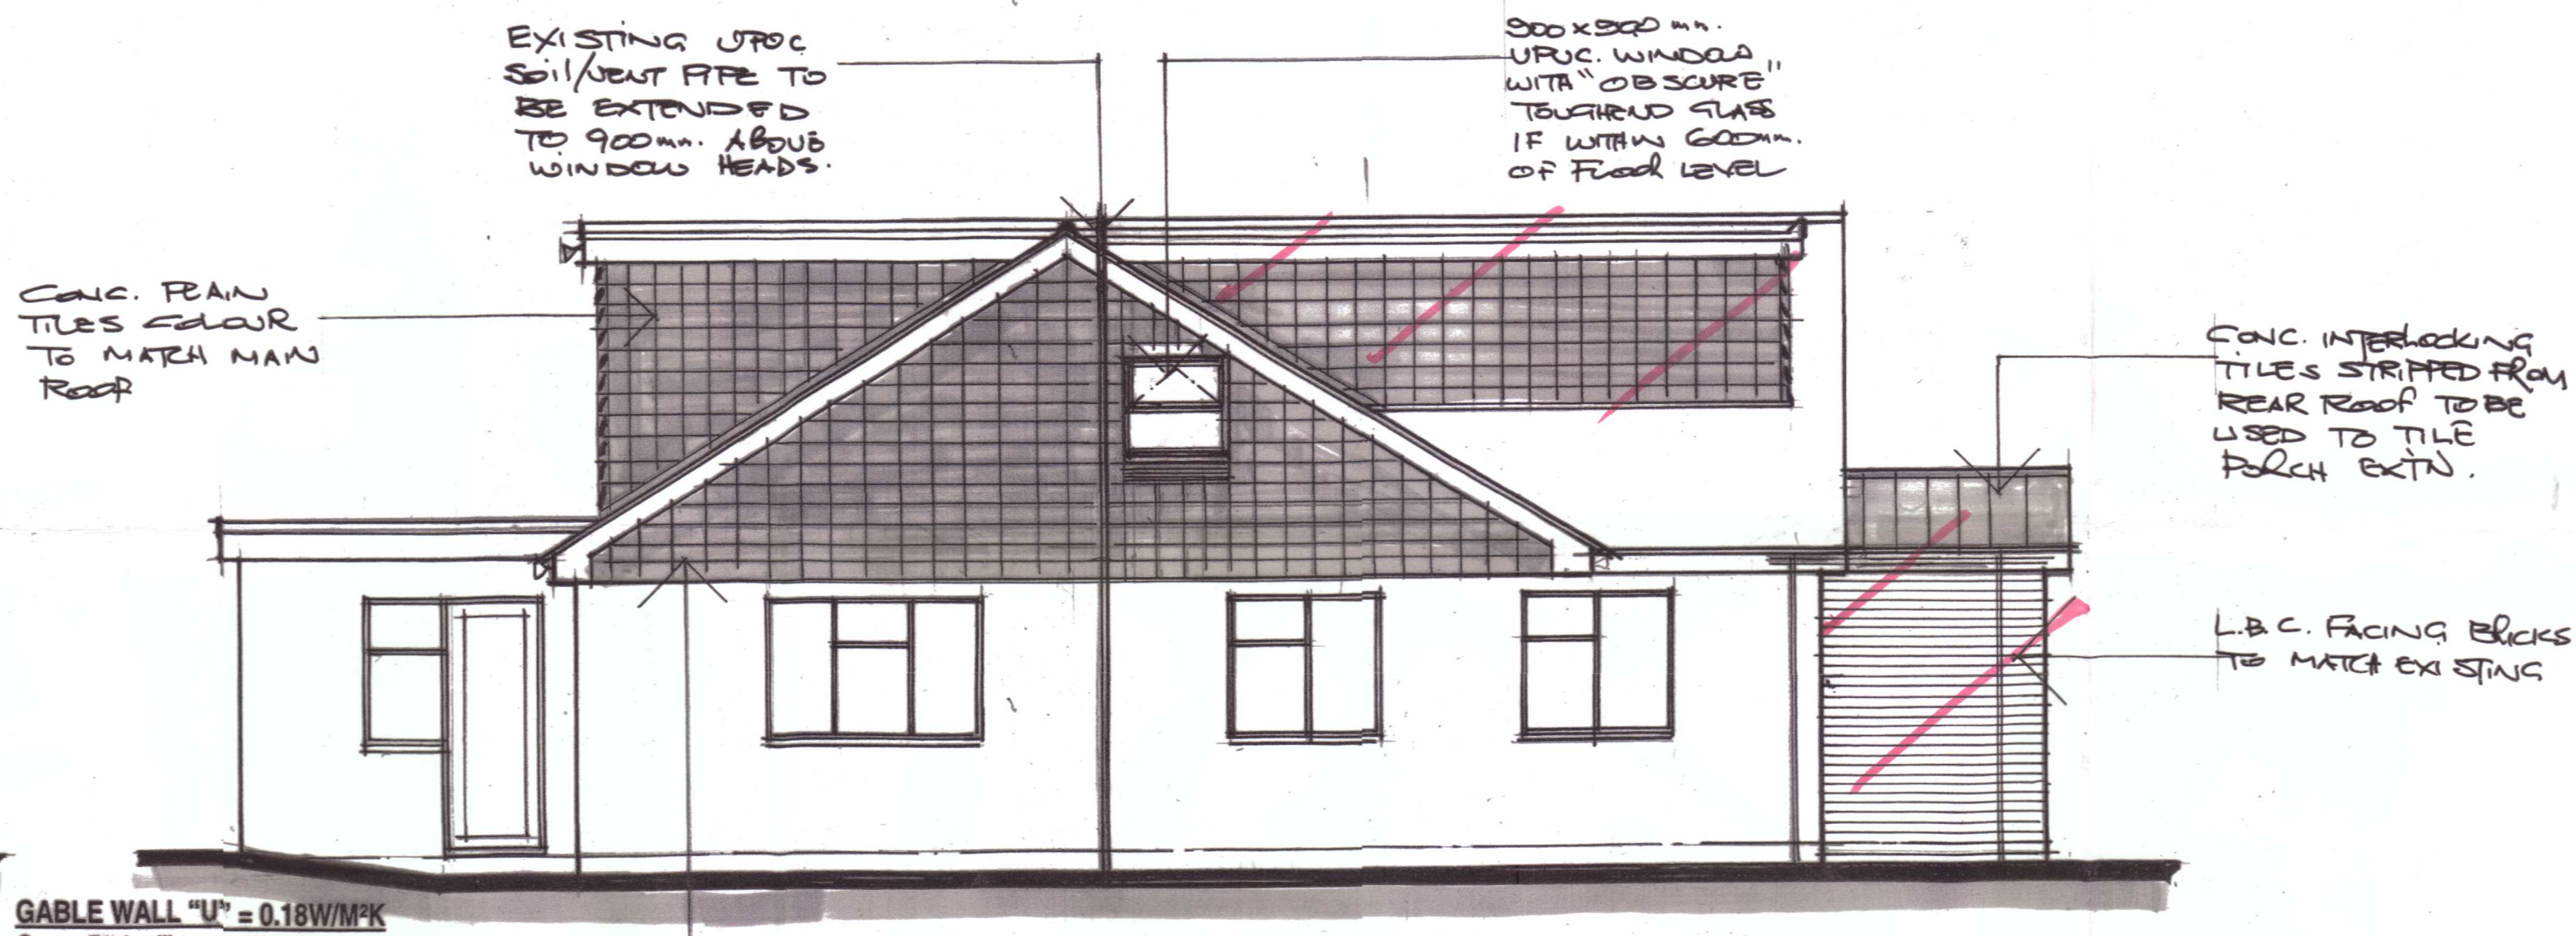 EXISTING UPVC
SOIL/VENT PIPE TO
BE EXTENDED
TO 900mm. ABOVE
WINDOW HEADS.
900x900 mm.
UPVC. WINDOW
WITH "OBSCURE"
TOUGHEND GLASS
IF WITHIN 600mm.
OF FLOOR LEVEL
CONC. PLAIN
TILES COLOUR
TO MATCH MAIN
ROOF
CONC. INTERLOCKING
TILES STRIPPED FROM
REAR ROOF TO BE
USED TO TILE
PORCH EXTN.
L.B.C. FACING BRICKS
TO MATCH EXISTING
GABLE WALL “U” = 0.18W/M²K